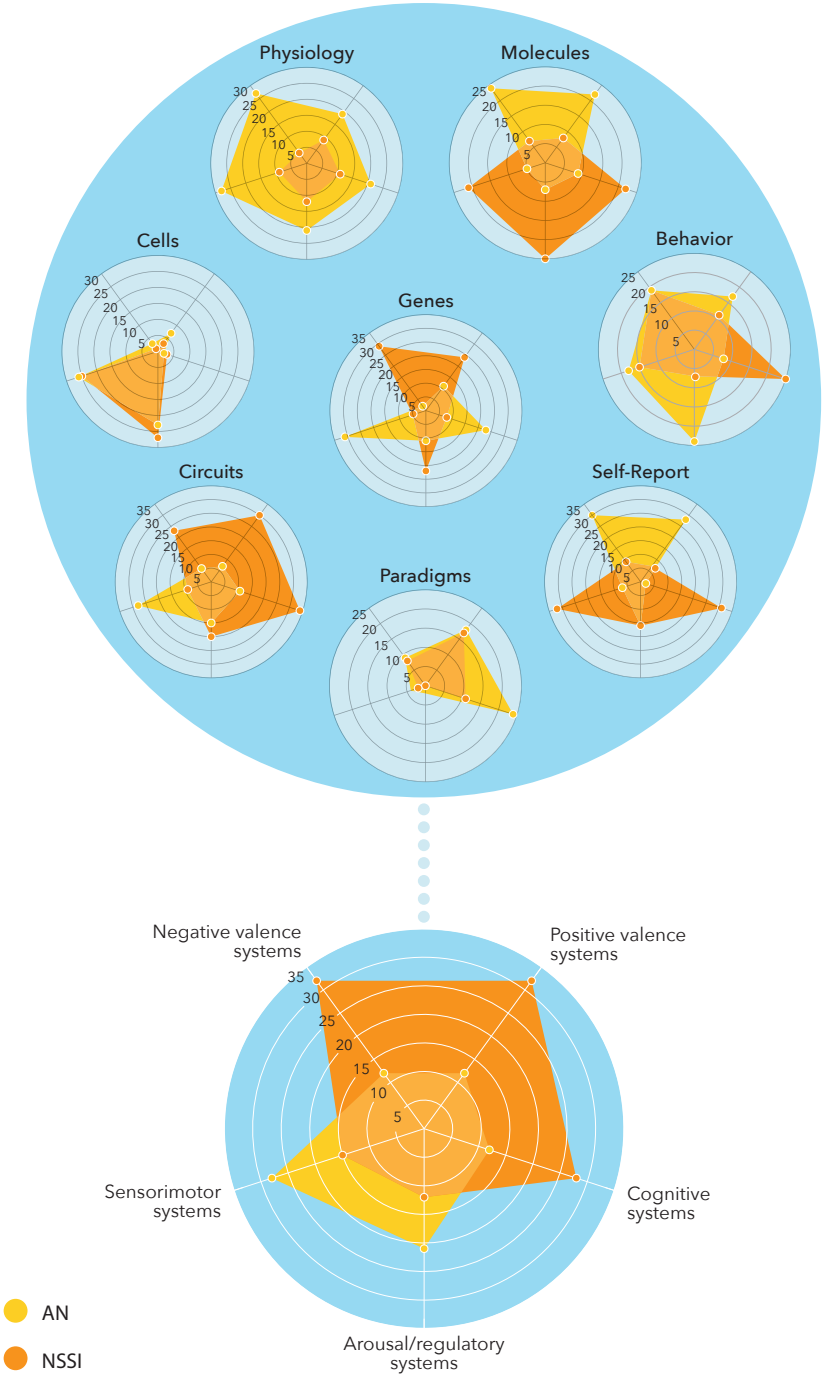 Physiology
30
25
20
15
10
5
Molecules
25
20
15
10
5
Cells
30
25
20
15
10
5
Behavior
25
20
15
10
5
Genes
35
30
25
20
15
10
5
Circuits
35
30
25
20
15
10
5
Self-Report
35
30
25
20
15
10
5
Paradigms
25
20
15
10
5
Negative valence
systems
Positive valence
systems
35
30
25
20
15
10
5
Sensorimotor
systems
Cognitive
systems
Arousal/regulatory
systems
AN
NSSI